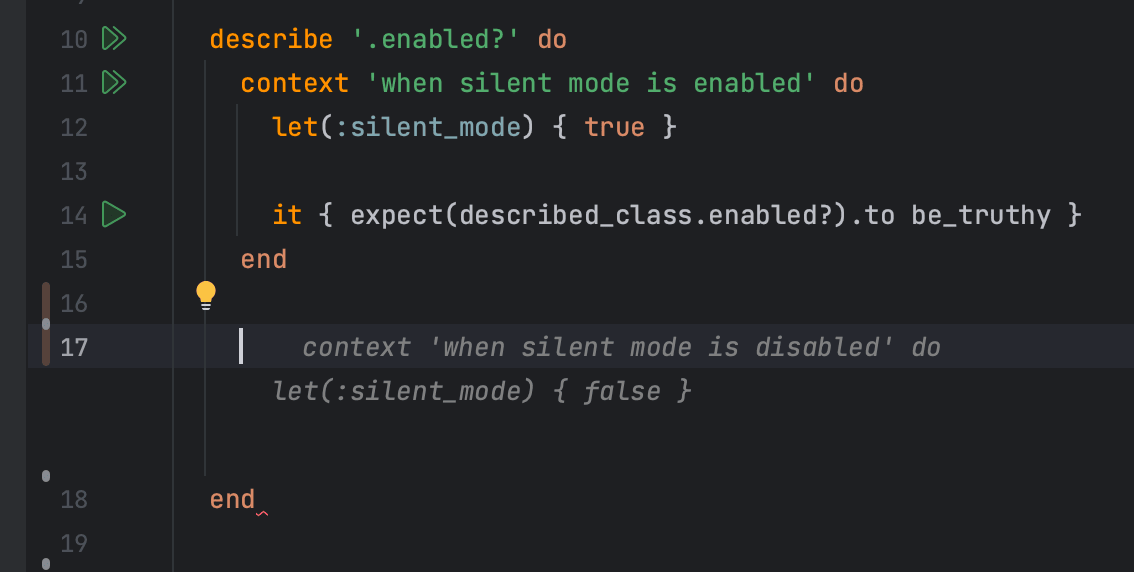 10 describe '.enabled?' do
11 context 'when silent mode is enabled' do
12 let(:silent_mode) { true }
13
14 it { expect(described_class.enabled?).to be_truthy }
15 end
16
17 context 'when silent mode is disabled' do
let(:silent_mode) { false }
18 end
19